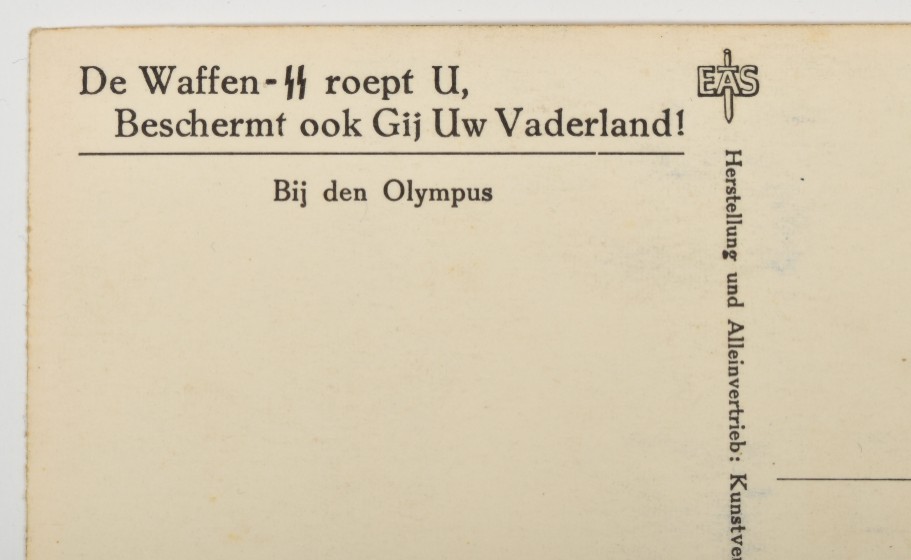 De Waffen-ᛋᛋ roept U,
Beschermt ook Gij Uw Vaderland!
Bij den Olympus
EAS
Herstellung und Alleinvertrieb: